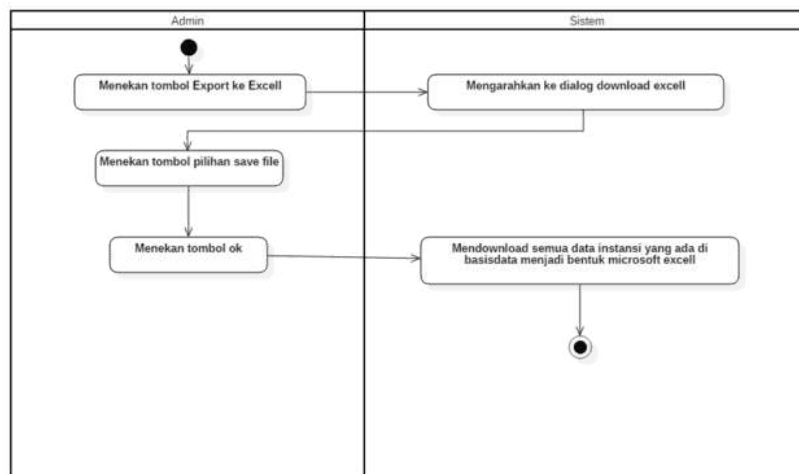 Admin
Sistem
Menekan tombol Export ke Excell
Mengarahkan ke dialog download excell
Menekan tombol pilihan save file
Menekan tombol ok
Mendownload semua data instansi yang ada di
basisdata menjadi bentuk microsoft excell